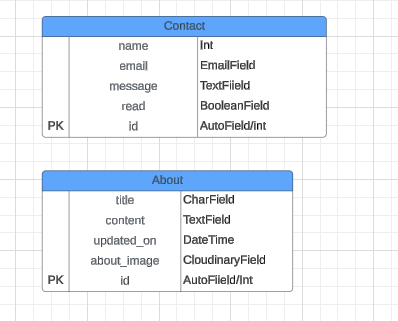 Contact
name Int
email EmailField
message TextFiield
read BooleanField
PK id AutoField/int
About
title CharField
content TextField
updated_on DateTime
about_image CloudinaryField
PK id AutoFiield/Int